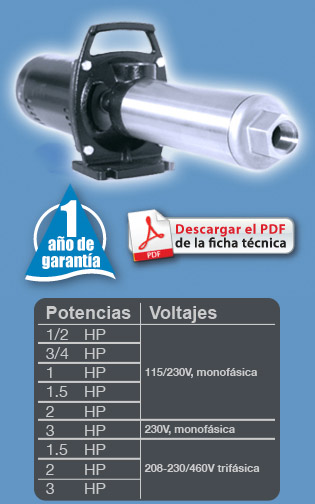 1
año de
garantía
Descargar el PDF
de la ficha técnica
PDF
Potencias Voltajes
1/2 HP
3/4 HP
1 HP
1.5 HP
2 HP
115/230V, monofásica
3 HP
230V, monofásica
1.5 HP
2 HP
3 HP
208-230/460V trifásica